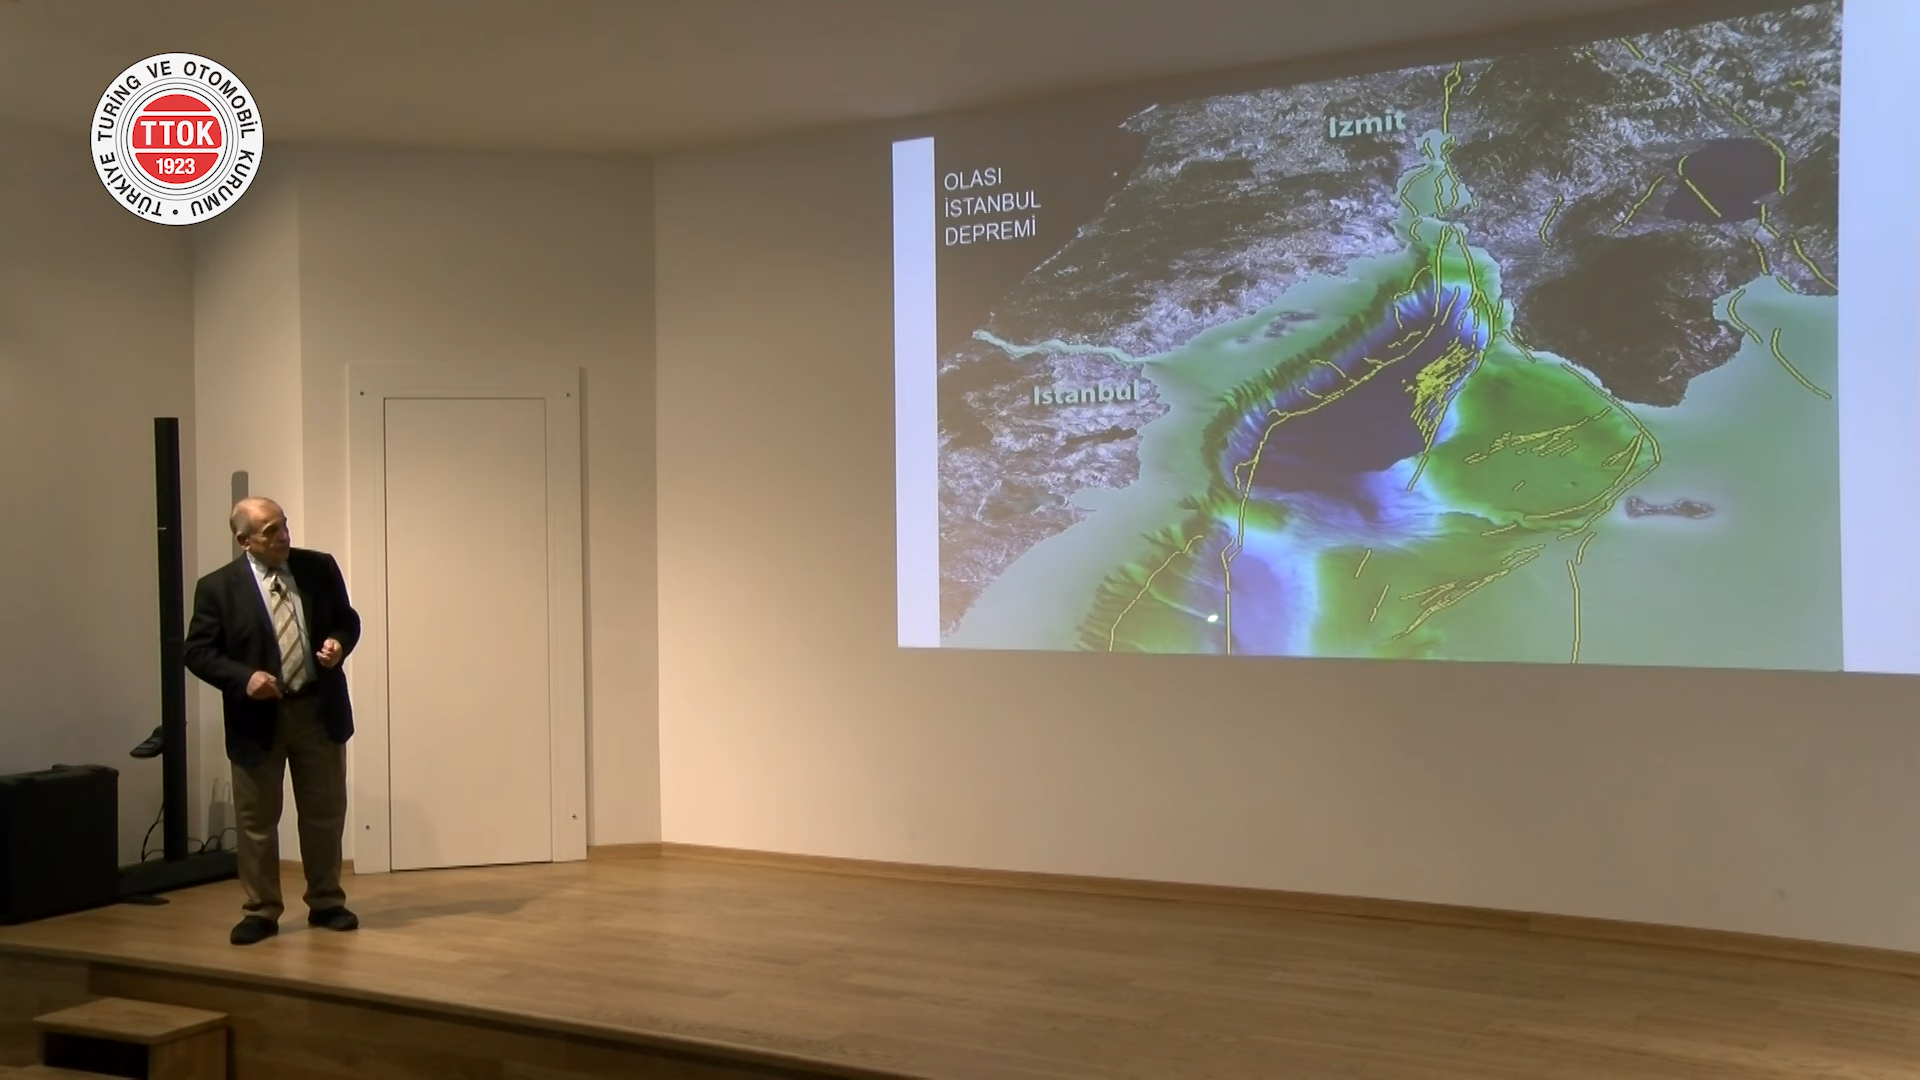 TÜRKİYE TURİNG VE OTOMOBİL KURUMU •
TTOK
1923
OLASI
İSTANBUL
DEPREMİ
Izmit
Istanbul